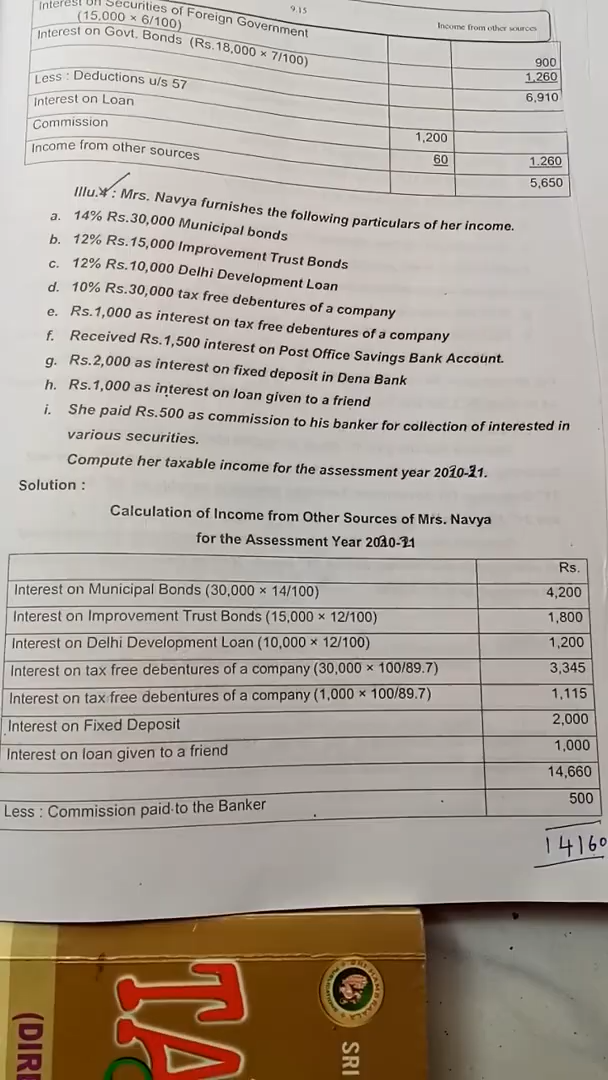 9.15
Income from other sources
Interest on Securities of Foreign Government
(15,000 × 6/100) 900
Interest on Govt. Bonds (Rs.18,000 × 7/100) 1,260
6,910
Less : Deductions u/s 57
Interest on Loan 1,200
Commission 60 1.260
Income from other sources 5,650
Illu.: Mrs. Navya furnishes the following particulars of her income.
a. 14% Rs.30,000 Municipal bonds
b. 12% Rs.15,000 Improvement Trust Bonds
c. 12% Rs.10,000 Delhi Development Loan
d. 10% Rs.30,000 tax free debentures of a company
e. Rs.1,000 as interest on tax free debentures of a company
f. Received Rs.1,500 interest on Post Office Savings Bank Account.
g. Rs.2,000 as interest on fixed deposit in Dena Bank
h. Rs.1,000 as interest on loan given to a friend
i. She paid Rs.500 as commission to his banker for collection of interested in
various securities.
Compute her taxable income for the assessment year 2020-21.
Solution :
Calculation of Income from Other Sources of Mrs. Navya
for the Assessment Year 2020-21
Rs.
Interest on Municipal Bonds (30,000 × 14/100) 4,200
Interest on Improvement Trust Bonds (15,000 × 12/100) 1,800
Interest on Delhi Development Loan (10,000 × 12/100) 1,200
Interest on tax free debentures of a company (30,000 × 100/89.7) 3,345
Interest on tax free debentures of a company (1,000 × 100/89.7) 1,115
Interest on Fixed Deposit 2,000
Interest on loan given to a friend 1,000
14,660
Less : Commission paid to the Banker 500
14160
TA
(DIR
SRI